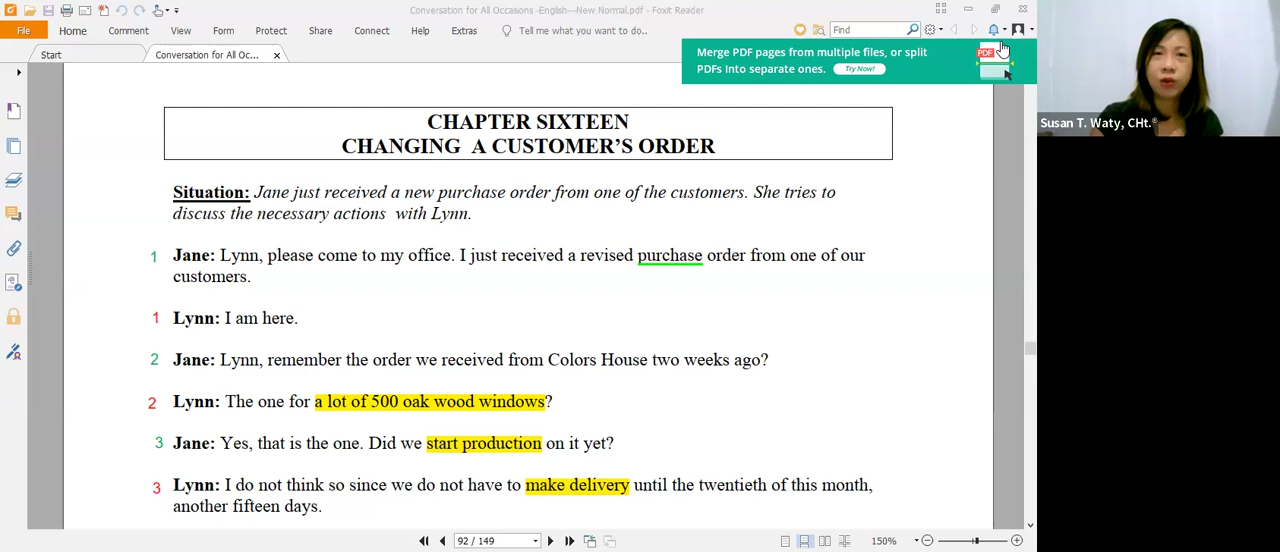 Conversation for All Occasions -English---New Normal.pdf - Foxit Reader
File Home Comment View Form Protect Share Connect Help Extras Tell me what you want to do.. Find
Start Conversation for All Occasions -Engli...
Merge PDF pages from multiple files, or split
PDFs into separate ones. Try Now!
PDF
Susan T. Waty, CHt.®
CHAPTER SIXTEEN
CHANGING A CUSTOMER'S ORDER
Situation: Jane just received a new purchase order from one of the customers. She tries to
discuss the necessary actions with Lynn.
1 Jane: Lynn, please come to my office. I just received a revised purchase order from one of our
customers.
1 Lynn: I am here.
2 Jane: Lynn, remember the order we received from Colors House two weeks ago?
2 Lynn: The one for a lot of 500 oak wood windows?
3 Jane: Yes, that is the one. Did we start production on it yet?
3 Lynn: I do not think so since we do not have to make delivery until the twentieth of this month,
another fifteen days.
92 / 149 150%